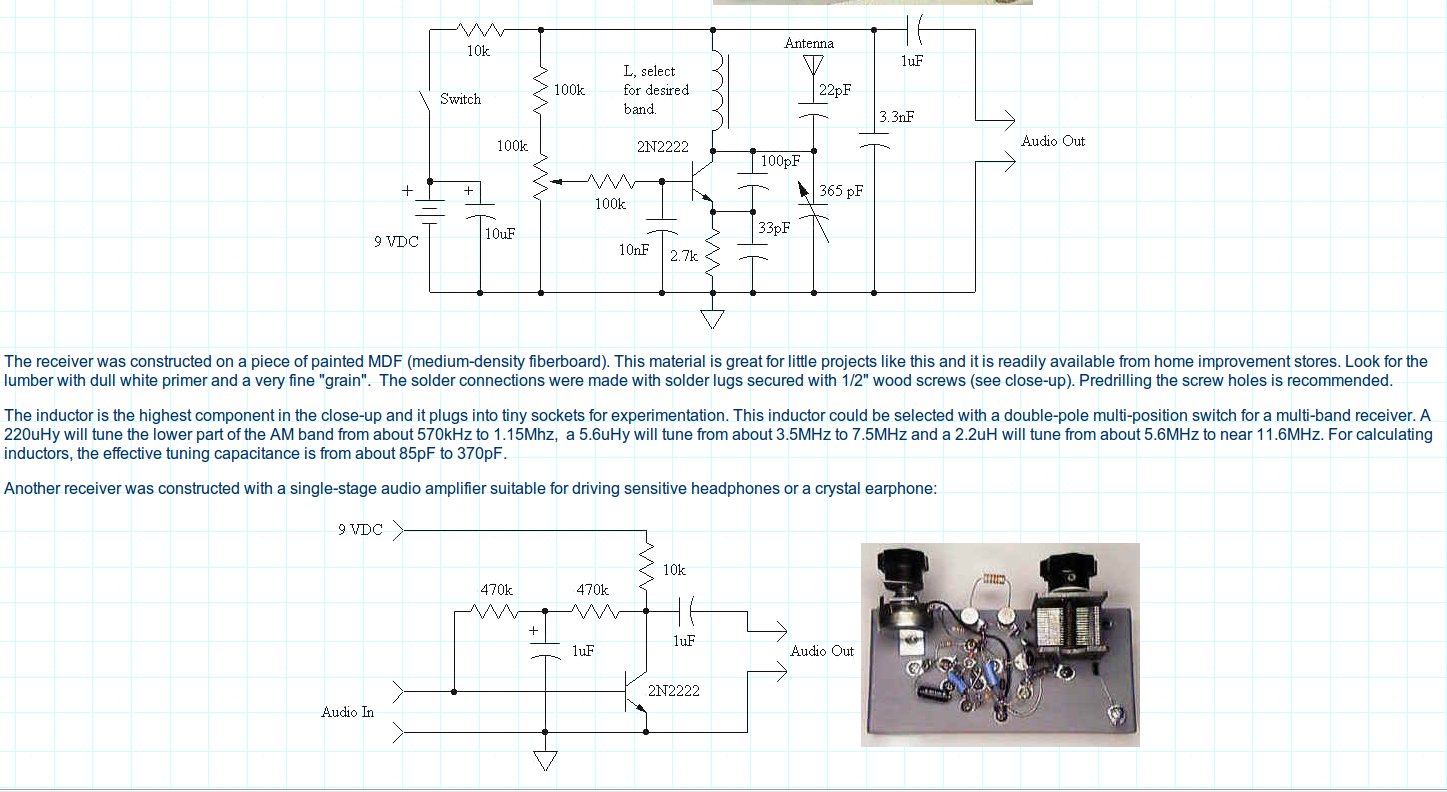 10k
Antenna
1uF
L, select
for desired
band.
100k
22pF
Switch
3.3nF
100k
2N2222
Audio Out
100pF
+
+
365 pF
100k
33pF
10uF
9 VDC
10nF
2.7k
The receiver was constructed on a piece of painted MDF (medium-density fiberboard). This material is great for little projects like this and it is readily available from home improvement stores. Look for the
lumber with dull white primer and a very fine "grain".  The solder connections were made with solder lugs secured with 1/2" wood screws (see close-up). Predrilling the screw holes is recommended.
The inductor is the highest component in the close-up and it plugs into tiny sockets for experimentation. This inductor could be selected with a double-pole multi-position switch for a multi-band receiver. A
220uHy will tune the lower part of the AM band from about 570kHz to 1.15Mhz,  a 5.6uHy will tune from about 3.5MHz to 7.5MHz and a 2.2uH will tune from about 5.6MHz to near 11.6MHz. For calculating
inductors, the effective tuning capacitance is from about 85pF to 370pF.
Another receiver was constructed with a single-stage audio amplifier suitable for driving sensitive headphones or a crystal earphone:
9 VDC
10k
470k
470k
+
1uF
1uF
Audio Out
2N2222
Audio In